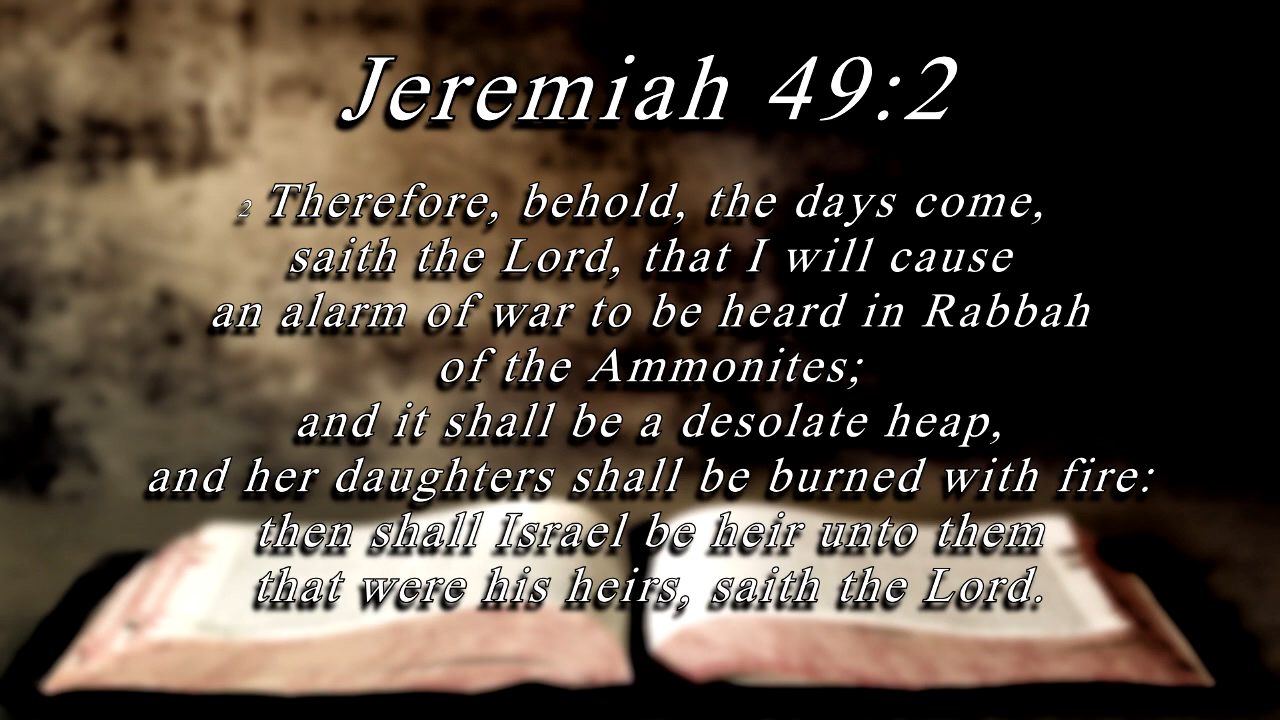 Jeremiah 49:2
2 Therefore, behold, the days come,
saith the Lord, that I will cause
an alarm of war to be heard in Rabbah
of the Ammonites;
and it shall be a desolate heap,
and her daughters shall be burned with fire:
then shall Israel be heir unto them
that were his heirs, saith the Lord.